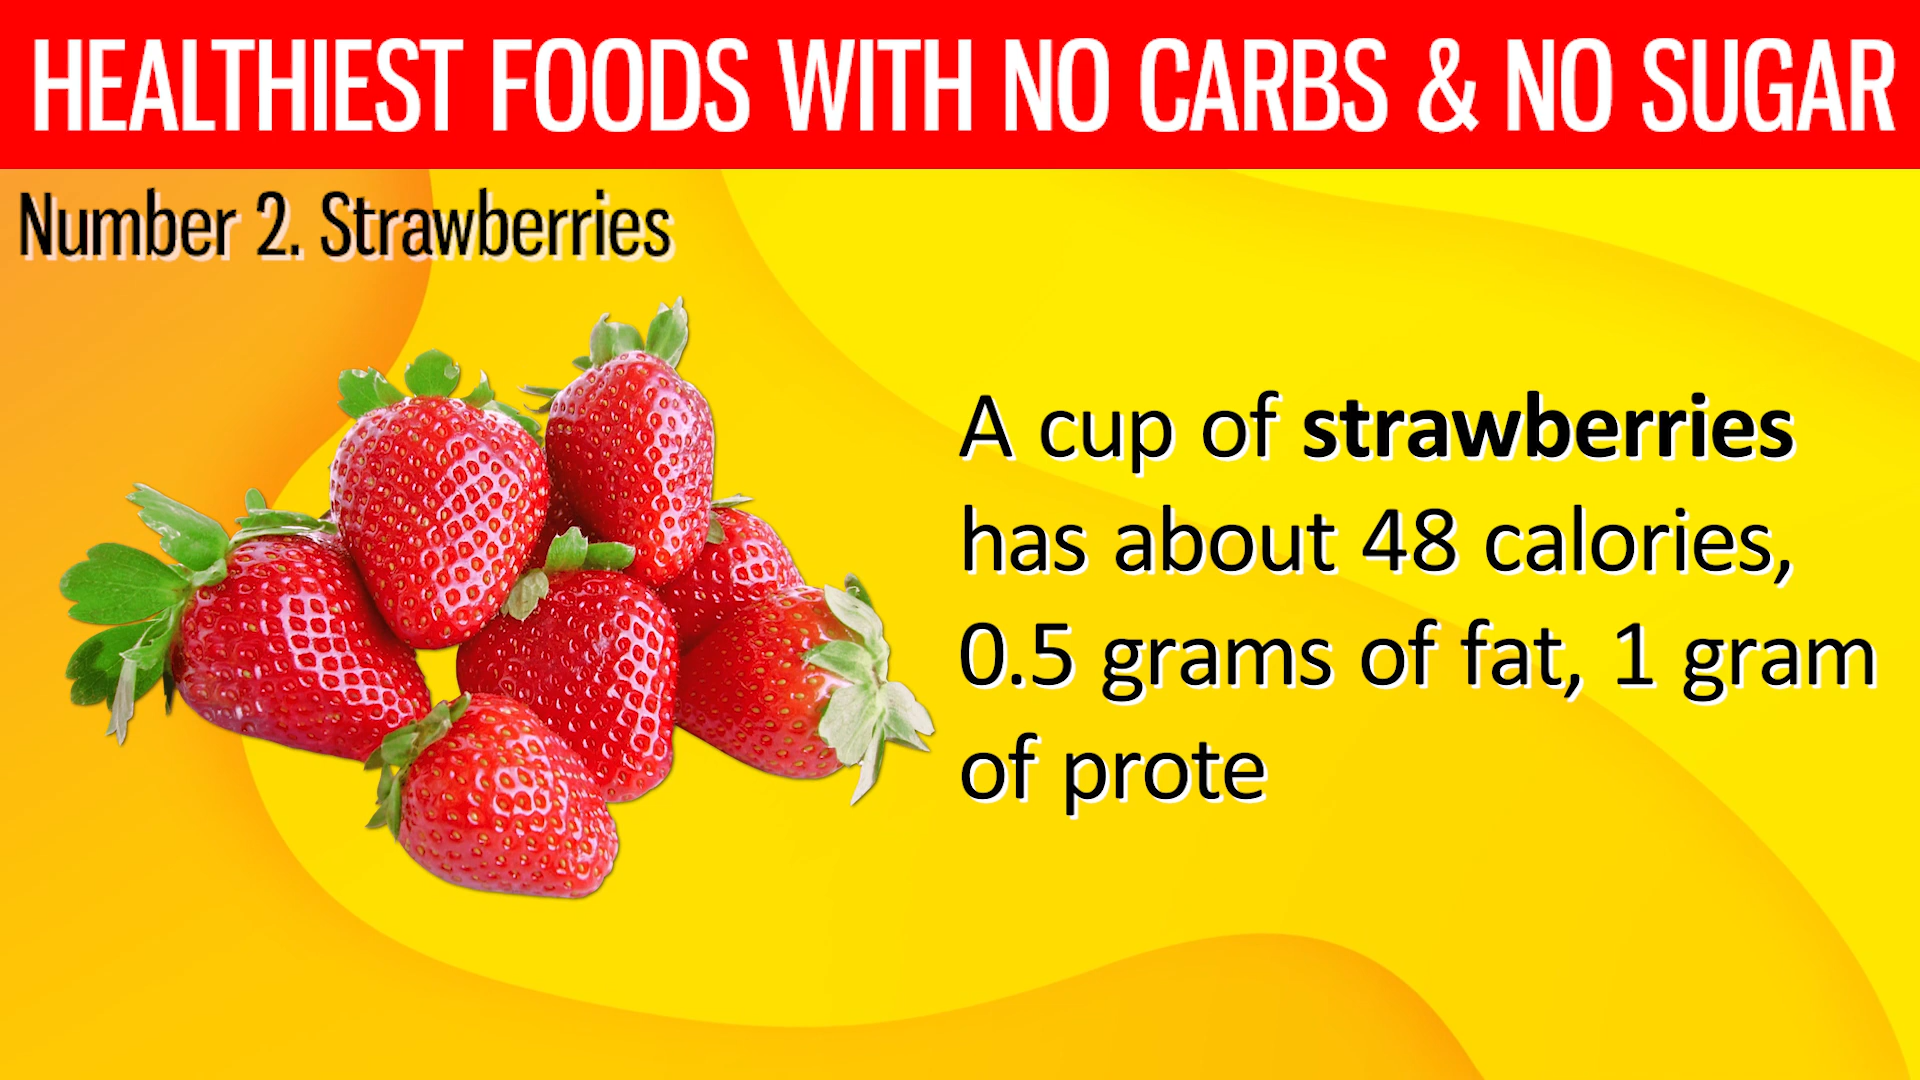 HEALTHIEST FOODS WITH NO CARBS & NO SUGAR
Number 2. Strawberries
A cup of strawberries
has about 48 calories,
0.5 grams of fat, 1 gram
of prote